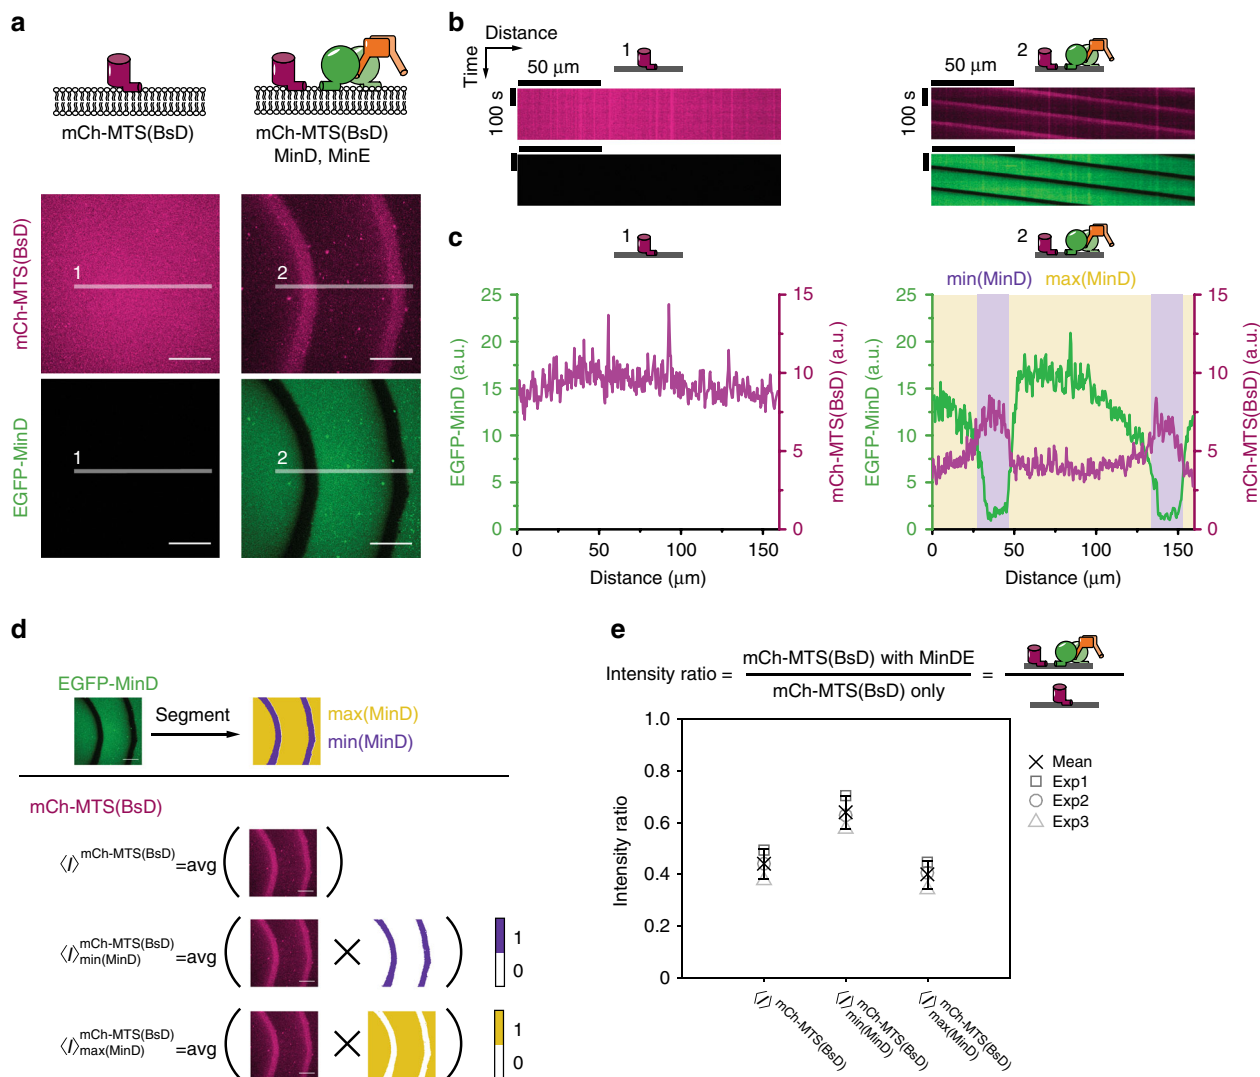 a
mCh-MTS(BsD)
mCh-MTS(BsD)
MinD, MinE
mCh-MTS(BsD)
1
2
EGFP-MinD
1
2
b
Distance
Time
1
2
50 μm
50 μm
100 s
100 s
c
1
2
min(MinD) max(MinD)
25
20
15
10
5
0
EGFP-MinD (a.u.)
15
10
5
0
mCh-MTS(BsD) (a.u.)
0 50 100 150
Distance (μm)
25
20
15
10
5
0
EGFP-MinD (a.u.)
15
10
5
0
mCh-MTS(BsD) (a.u.)
0 50 100 150
Distance (μm)
d
EGFP-MinD
Segment
max(MinD)
min(MinD)
mCh-MTS(BsD)
⟨I⟩ mCh-MTS(BsD) =avg
⟨I⟩ mCh-MTS(BsD) min(MinD) =avg
1
0
⟨I⟩ mCh-MTS(BsD) max(MinD) =avg
1
0
e
Intensity ratio = mCh-MTS(BsD) with MinDE =
mCh-MTS(BsD) only
1.0
0.8
0.6
0.4
0.2
0
Intensity ratio
Mean
Exp1
Exp2
Exp3
⟨I⟩ mCh-MTS(BsD)
⟨I⟩ mCh-MTS(BsD) min(MinD)
⟨I⟩ mCh-MTS(BsD) max(MinD)